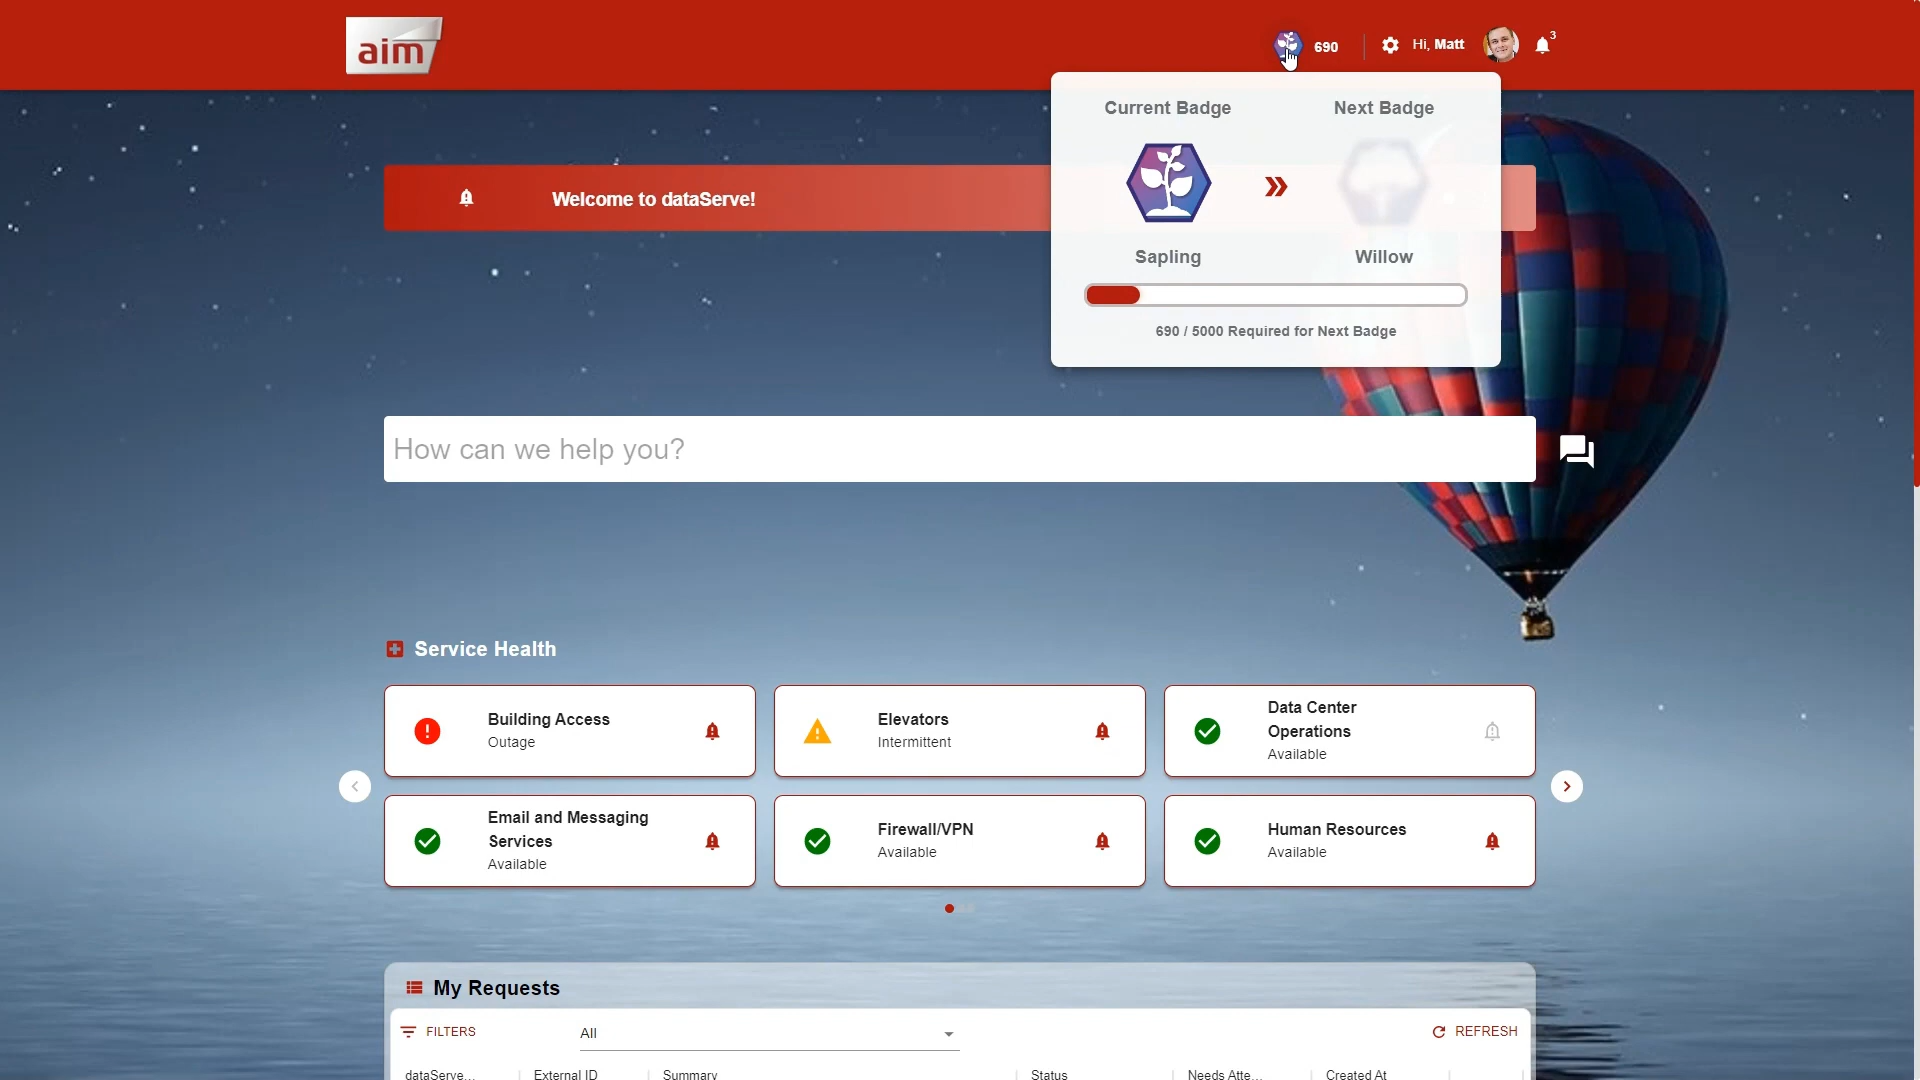 aim
690
Hi, Matt
3
Current Badge
Next Badge
Welcome to dataServe!
Sapling
Willow
690 / 5000 Required for Next Badge
How can we help you?
Service Health
Building Access
Outage
Elevators
Intermittent
Data Center
Operations
Available
Email and Messaging
Services
Available
Firewall/VPN
Available
Human Resources
Available
My Requests
FILTERS
All
REFRESH
dataServe...
External ID
Summary
Status
Needs Atte...
Created At